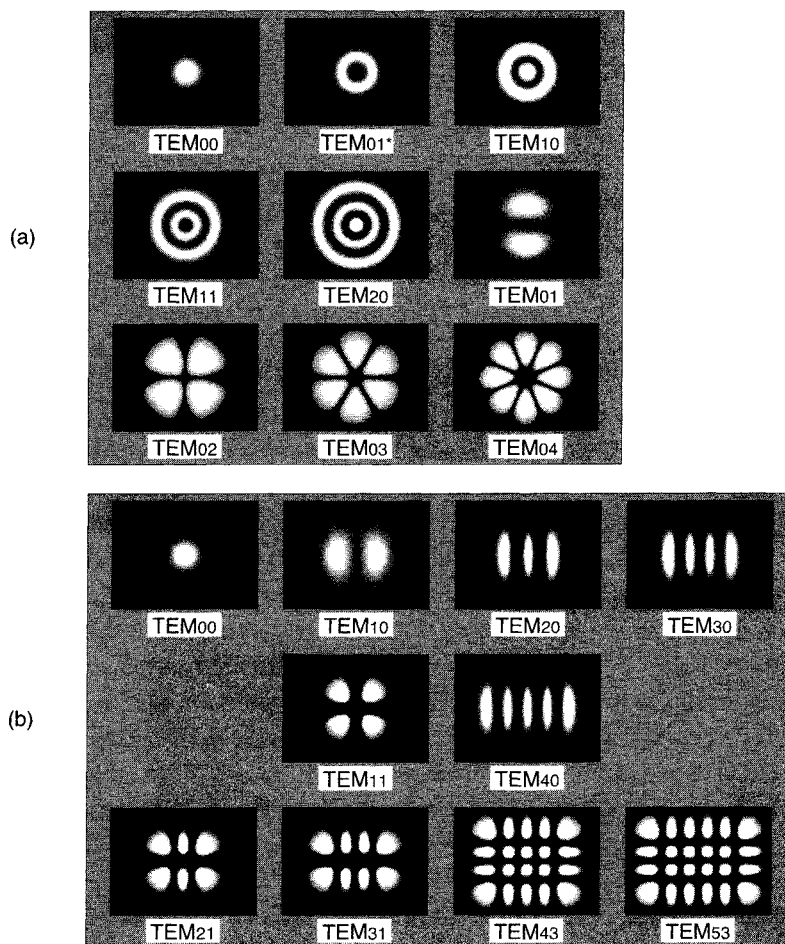 TEM00 TEM01* TEM10
(a)
TEM11 TEM20 TEM01
TEM02 TEM03 TEM04
TEM00 TEM10 TEM20 TEM30
(b)
TEM11 TEM40
TEM21 TEM31 TEM43 TEM53